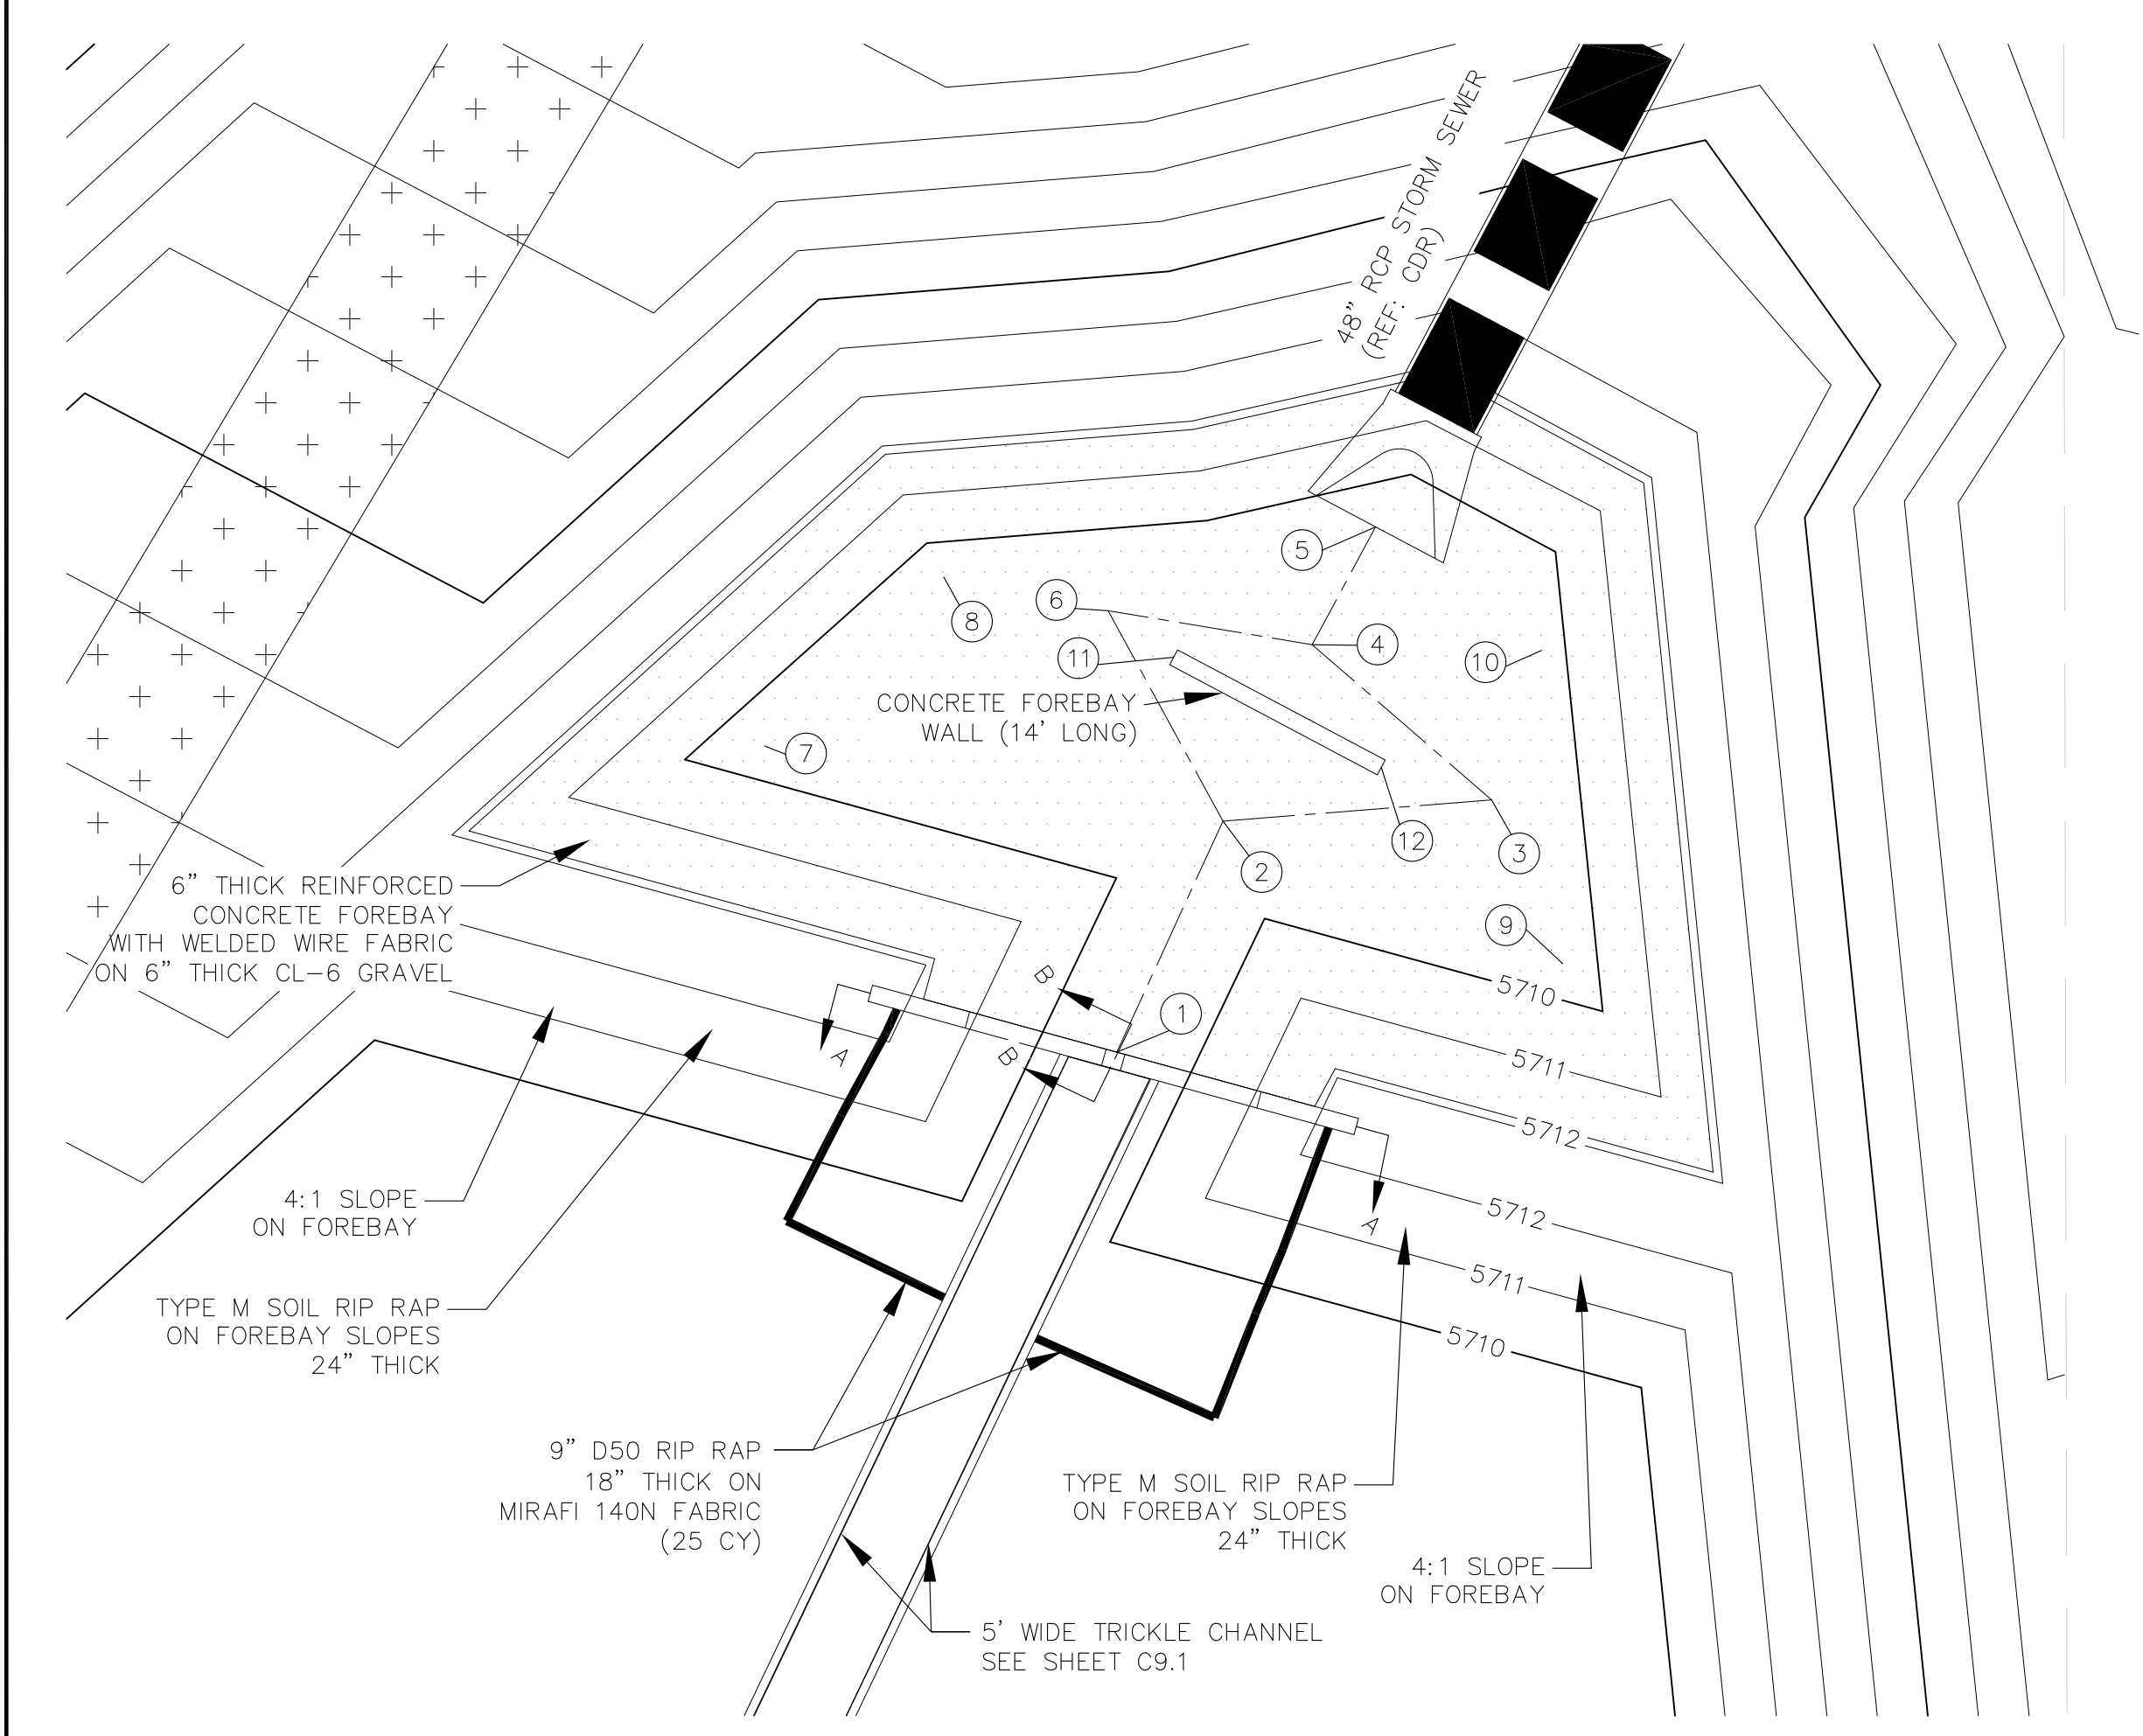 48" RCP STORM SEWER
(REF: CDR)
5
6
8
4
11
10
CONCRETE FOREBAY
WALL (14' LONG)
7
12
3
2
6" THICK REINFORCED
CONCRETE FOREBAY
WITH WELDED WIRE FABRIC
ON 6" THICK CL-6 GRAVEL
9
B
5710
1
A
B
5711
5712
4:1 SLOPE
ON FOREBAY
5712
A
5711
TYPE M SOIL RIP RAP
ON FOREBAY SLOPES
24" THICK
5710
9" D50 RIP RAP
18" THICK ON
MIRAFI 140N FABRIC
(25 CY)
TYPE M SOIL RIP RAP
ON FOREBAY SLOPES
24" THICK
4:1 SLOPE
ON FOREBAY
5' WIDE TRICKLE CHANNEL
SEE SHEET C9.1